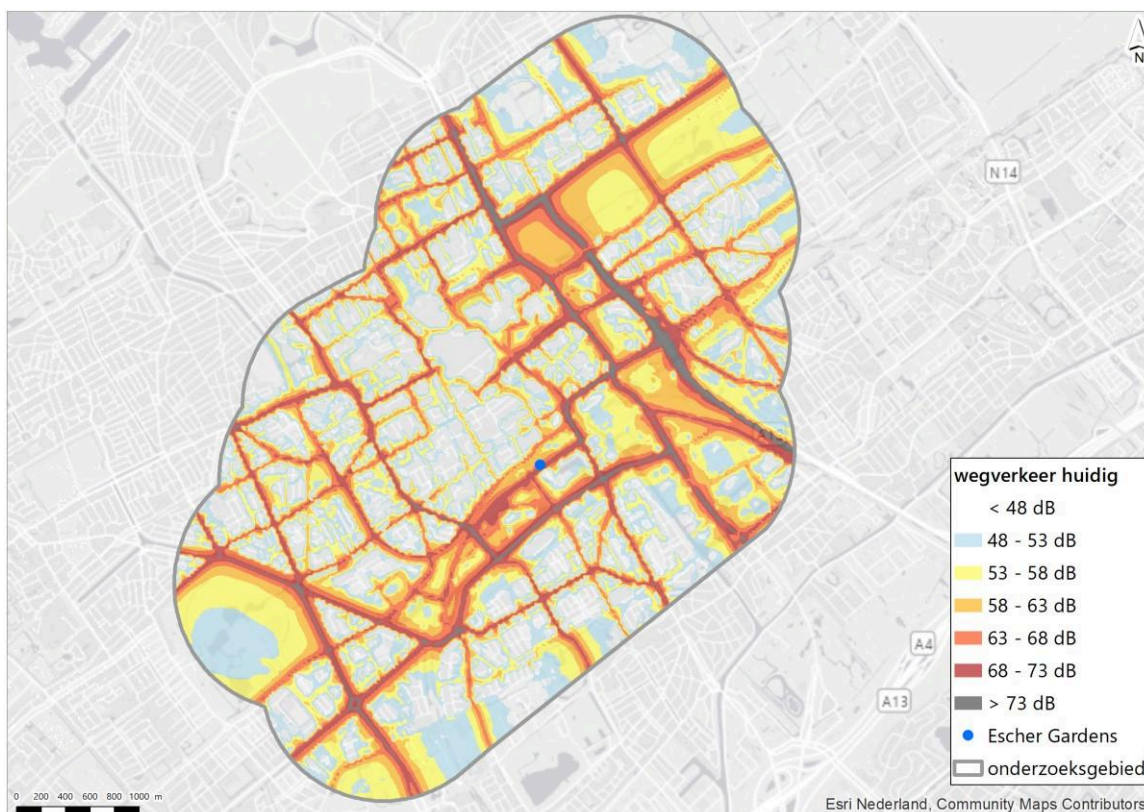 N
N14
A12
A4
A13
wegverkeer huidig
< 48 dB
48 - 53 dB
53 - 58 dB
58 - 63 dB
63 - 68 dB
68 - 73 dB
> 73 dB
Escher Gardens
onderzoeksgebied
0 200 400 600 800 1000 m
Esri Nederland, Community Maps Contributors